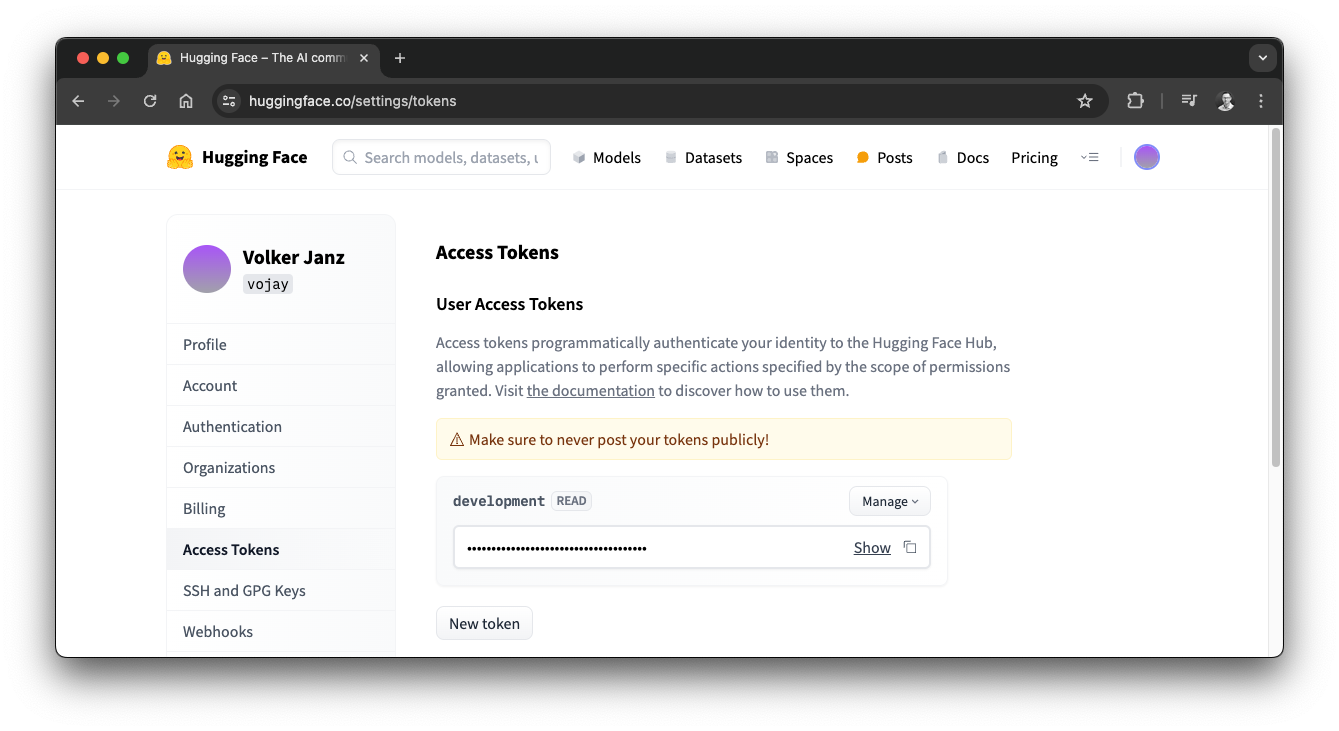 Hugging Face – The AI comm
huggingface.co/settings/tokens
Hugging Face
Search models, datasets, u
Models
Datasets
Spaces
Posts
Docs
Pricing
Volker Janz
vojay
Profile
Account
Authentication
Organizations
Billing
Access Tokens
SSH and GPG Keys
Webhooks
Access Tokens
User Access Tokens
Access tokens programmatically authenticate your identity to the Hugging Face Hub,
allowing applications to perform specific actions specified by the scope of permissions
granted. Visit the documentation to discover how to use them.
⚠ Make sure to never post your tokens publicly!
development READ
Manage
•••••••••••••••••••••••••••••••••••••
Show
New token